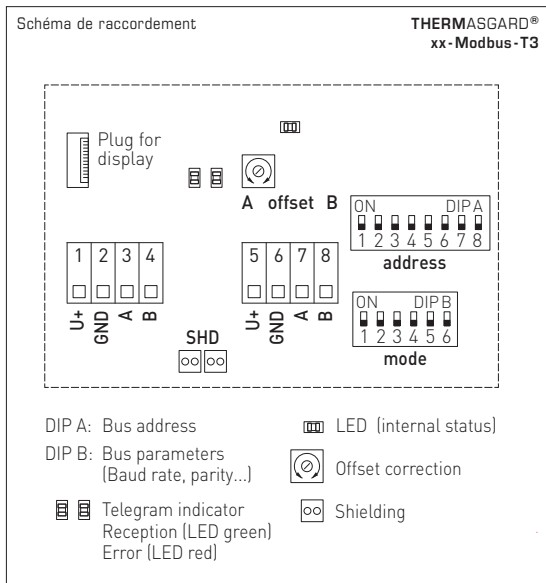 Schéma de raccordement
THERMASGARD®
xx-Modbus-T3
Plug for
display
A offset B
ON DIP A
1 2 3 4 5 6 7 8
address
1 2 3 4
U+ GND A B
5 6 7 8
U+ GND A B
SHD
ON DIP B
1 2 3 4 5 6
mode
DIP A: Bus address
DIP B: Bus parameters
(Baud rate, parity...)
Telegram indicator
Reception (LED green)
Error (LED red)
LED (internal status)
Offset correction
Shielding